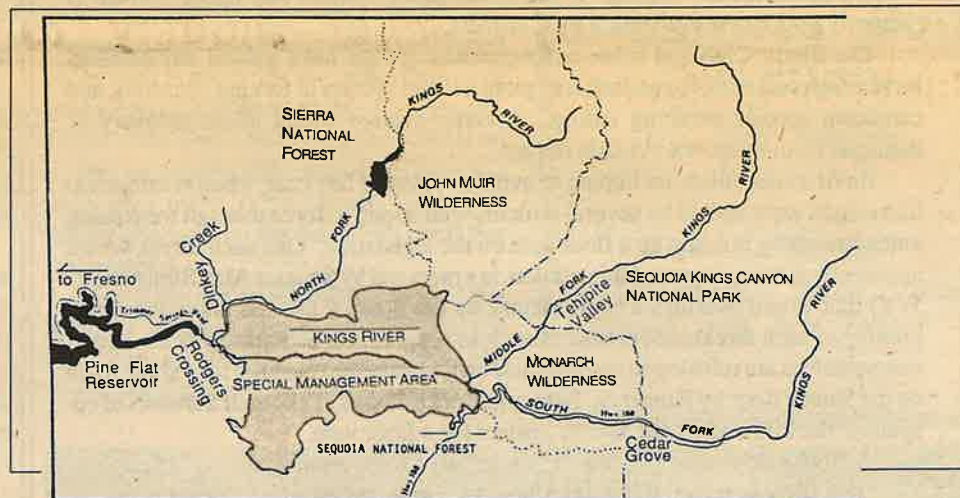 SIERRA
NATIONAL
FOREST
KINGS
RIVER
JOHN MUIR
WILDERNESS
NORTH
FORK
Dinkey Creek
to Fresno
Pine Flat
Reservoir
Rodgers
Crossing
KINGS RIVER
SPECIAL MANAGEMENT AREA
MIDDLE
FORK
KINGS
RIVER
Tehipite
Valley
SEQUOIA KINGS CANYON
NATIONAL PARK
MONARCH
WILDERNESS
SOUTH
FORK
KINGS
RIVER
Cedar
Grove
SEQUOIA NATIONAL FOREST